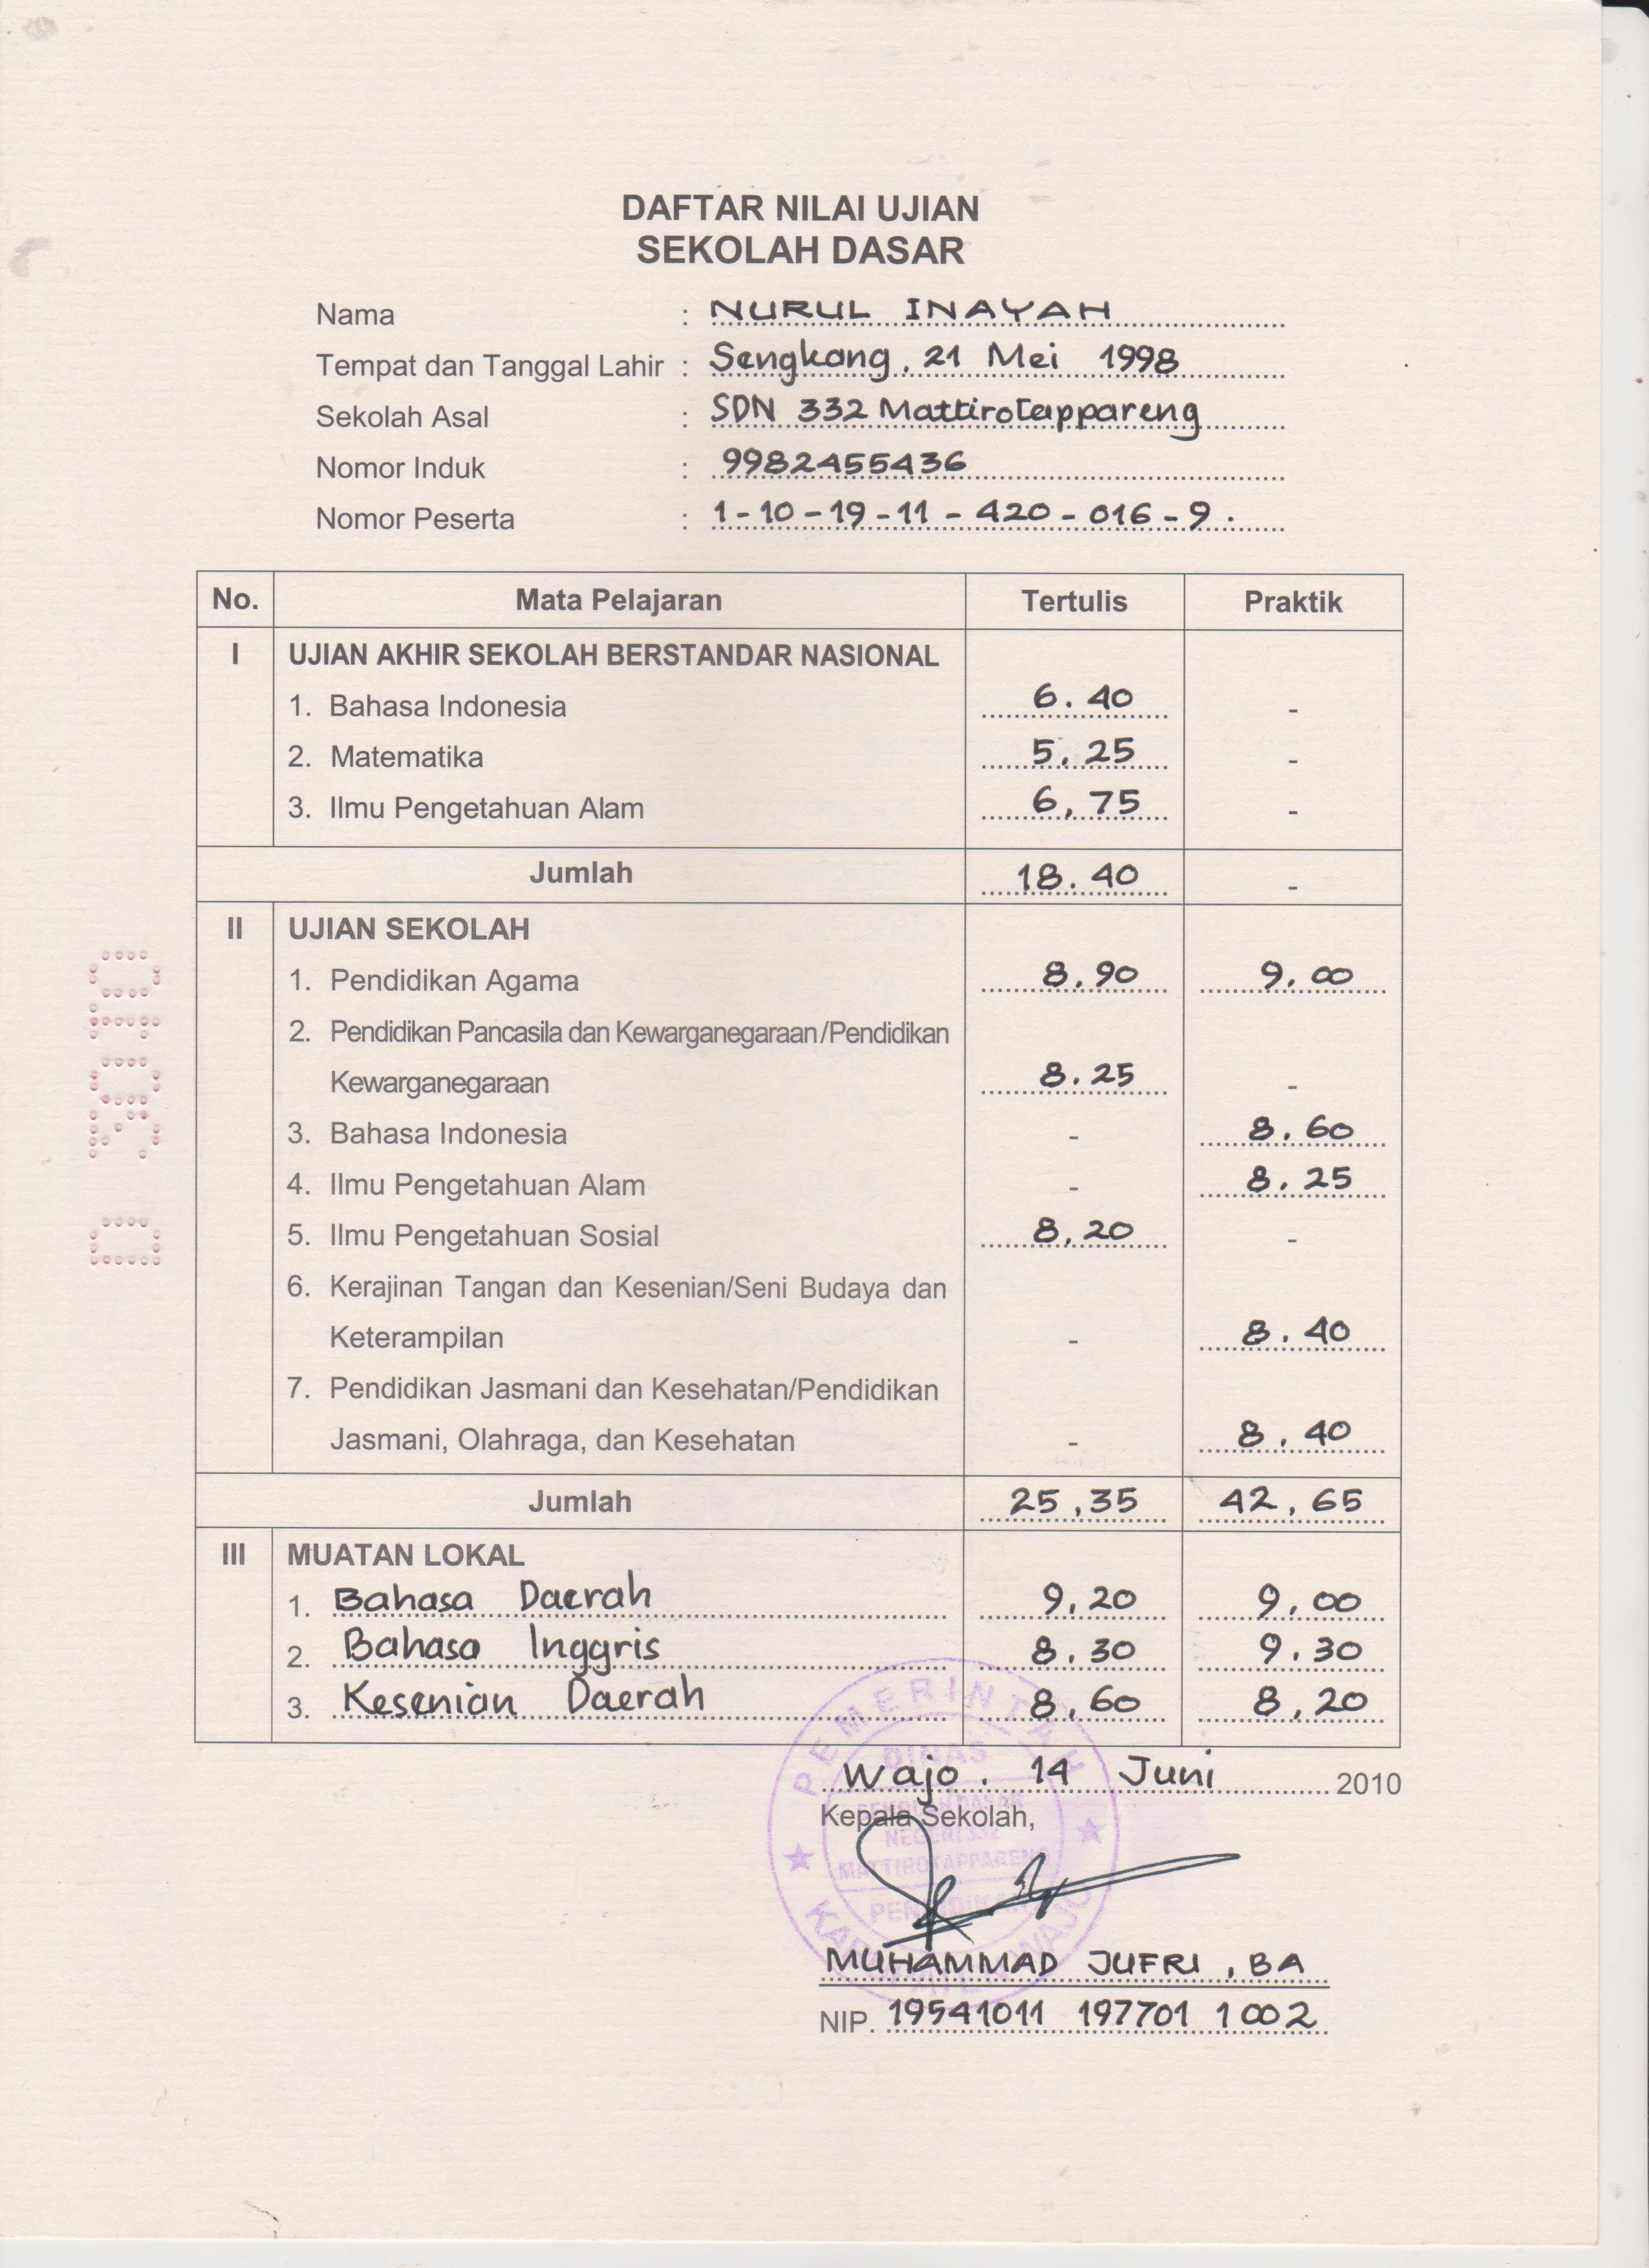 DAFTAR NILAI UJIAN
SEKOLAH DASAR
Nama : NURUL INAYAH
Tempat dan Tanggal Lahir : Sengkang, 21 Mei 1998
Sekolah Asal : SDN 332 Mattirotappareng
Nomor Induk : 9982455436
Nomor Peserta : 1-10-19-11-420-016-9.
No. Mata Pelajaran Tertulis Praktik
I UJIAN AKHIR SEKOLAH BERSTANDAR NASIONAL
1. Bahasa Indonesia 6.40 -
2. Matematika 5,25 -
3. Ilmu Pengetahuan Alam 6,75 -
Jumlah 18.40 -
II UJIAN SEKOLAH
1. Pendidikan Agama 8,90 9,00
2. Pendidikan Pancasila dan Kewarganegaraan/Pendidikan
Kewarganegaraan 8.25 -
3. Bahasa Indonesia - 8,60
4. Ilmu Pengetahuan Alam - 8,25
5. Ilmu Pengetahuan Sosial 8,20 -
6. Kerajinan Tangan dan Kesenian/Seni Budaya dan
Keterampilan - 8.40
7. Pendidikan Jasmani dan Kesehatan/Pendidikan
Jasmani, Olahraga, dan Kesehatan - 8,40
Jumlah 25,35 42,65
III MUATAN LOKAL
1. Bahasa Daerah 9,20 9,00
2. Bahasa Inggris 8,30 9.30
3. Kesenian Daerah 8,60 8,20
Wajo. 14 Juni 2010
Kepala Sekolah,
PEMERINTAH
DINAS
SEKOLAH DASAR
NEGERI 332
MATTIROTAPPARENG
PENDIDIKAN
MUHAMMAD JUFRI, BA
NIP. 19541011 197701 1 002